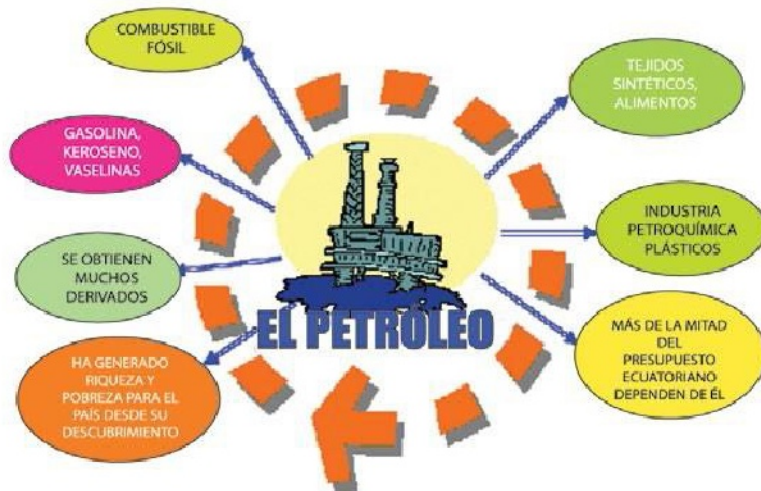 COMBUSTIBLE
FÓSIL
GASOLINA,
KEROSENO,
VASELINAS
SE OBTIENEN
MUCHOS
DERIVADOS
HA GENERADO
RIQUEZA Y
POBREZA PARA EL
PAÍS DESDE SU
DESCUBRIMIENTO
EL PETRÓLEO
TEJIDOS
SINTÉTICOS,
ALIMENTOS
INDUSTRIA
PETROQUÍMICA
PLÁSTICOS
MÁS DE LA MITAD
DEL
PRESUPUESTO
ECUATORIANO
DEPENDEN DE ÉL